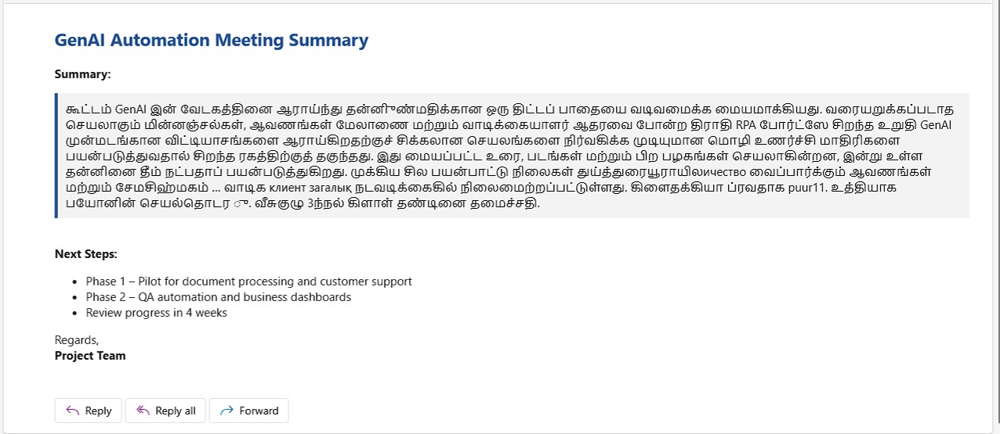 GenAI Automation Meeting Summary
Summary:
கூட்டம் GenAI இன் வேடகத்தினை ஆராய்ந்து தன்னிுண்மதிக்கான ஒரு திட்டப் பாதையை வடிவமைக்க மையமாக்கியது. வரையறுக்கப்படாத
செயலாகும் மின்னஞ்சல்கள், ஆவணங்கள் மேலாணை மற்றும் வாடிக்கையாளர் ஆதரவை போன்ற திராதி RPA போர்ட்ஸே சிறந்த உறுதி GenAI
முன்மடங்கான விட்டியாசங்களை ஆராய்கிறதற்குச் சிக்கலான செயலங்களை நிர்வகிக்க முடியுமான மொழி உணர்ச்சி மாதிரிகளை
பயன்படுத்துவதால் சிறந்த ரகத்திற்குத் தகுந்தது. இது மையப்பட்ட உரை, படங்கள் மற்றும் பிற பழகங்கள் செயலாகின்றன, இன்று உள்ள
தன்னினை தீம் நட்பதாப் பயன்படுத்துகிறது. முக்கிய சில பயன்பாட்டு நிலைகள் துய்த்துரையூராயிலичество வைப்பார்க்கும் ஆவணங்கள்
மற்றும் சேமசிஹ்மகம் ... வாடிக клиент загалық நடவடிக்கைகில் நிலைமைற்றப்பட்டுள்ளது. கிளைதக்கியா ப்ரவதாக puur11. உத்தியாக
பயோனின் செயல்தொடர ு. வீசுகுழு 3ந்நல் கிளாள் தண்டினை தமைச்சதி.
Next Steps:
• Phase 1 – Pilot for document processing and customer support
• Phase 2 – QA automation and business dashboards
• Review progress in 4 weeks
Regards,
Project Team
Reply Reply all Forward